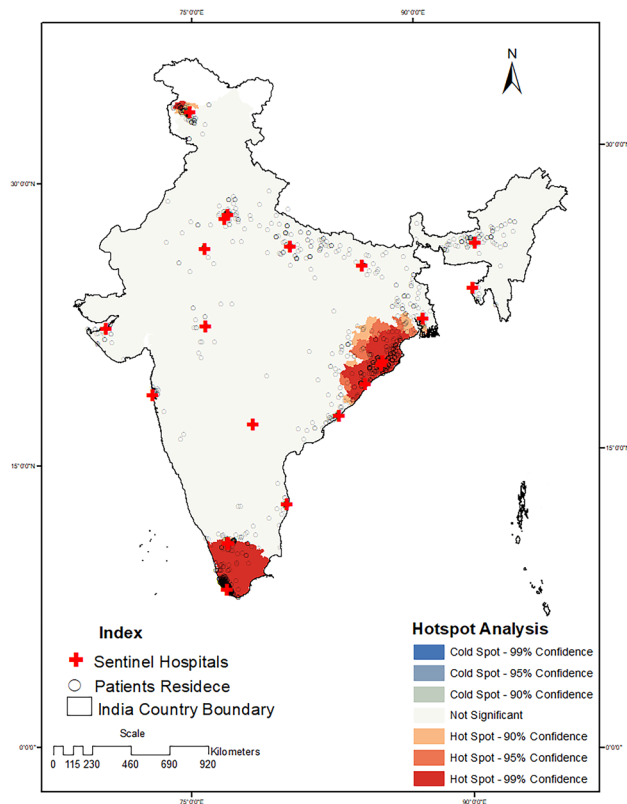 75°0'0"E 90°0'0"E
N
30°0'0"N 30°0'0"N
15°0'0"N 15°0'0"N
Index
Sentinel Hospitals
Patients Residece
India Country Boundary
Scale
Kilometers
0 115 230 460 690 920
Hotspot Analysis
Cold Spot - 99% Confidence
Cold Spot - 95% Confidence
Cold Spot - 90% Confidence
Not Significant
Hot Spot - 90% Confidence
Hot Spot - 95% Confidence
Hot Spot - 99% Confidence
0°0'0" 0°0'0"
75°0'0"E 90°0'0"E